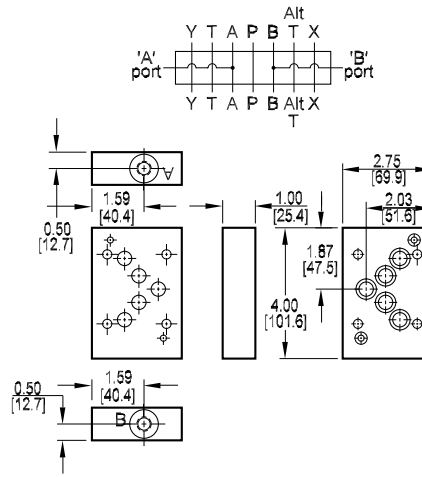 Alt
Y T A P B T X
'A' port
'B' port
Y T A P B Alt X
T
A
0.50
[12.7]
1.59
[40.4]
1.00
[25.4]
2.75
[69.9]
2.03
[51.6]
1.87
[47.5]
4.00
[101.6]
0.50
[12.7]
1.59
[40.4]
B